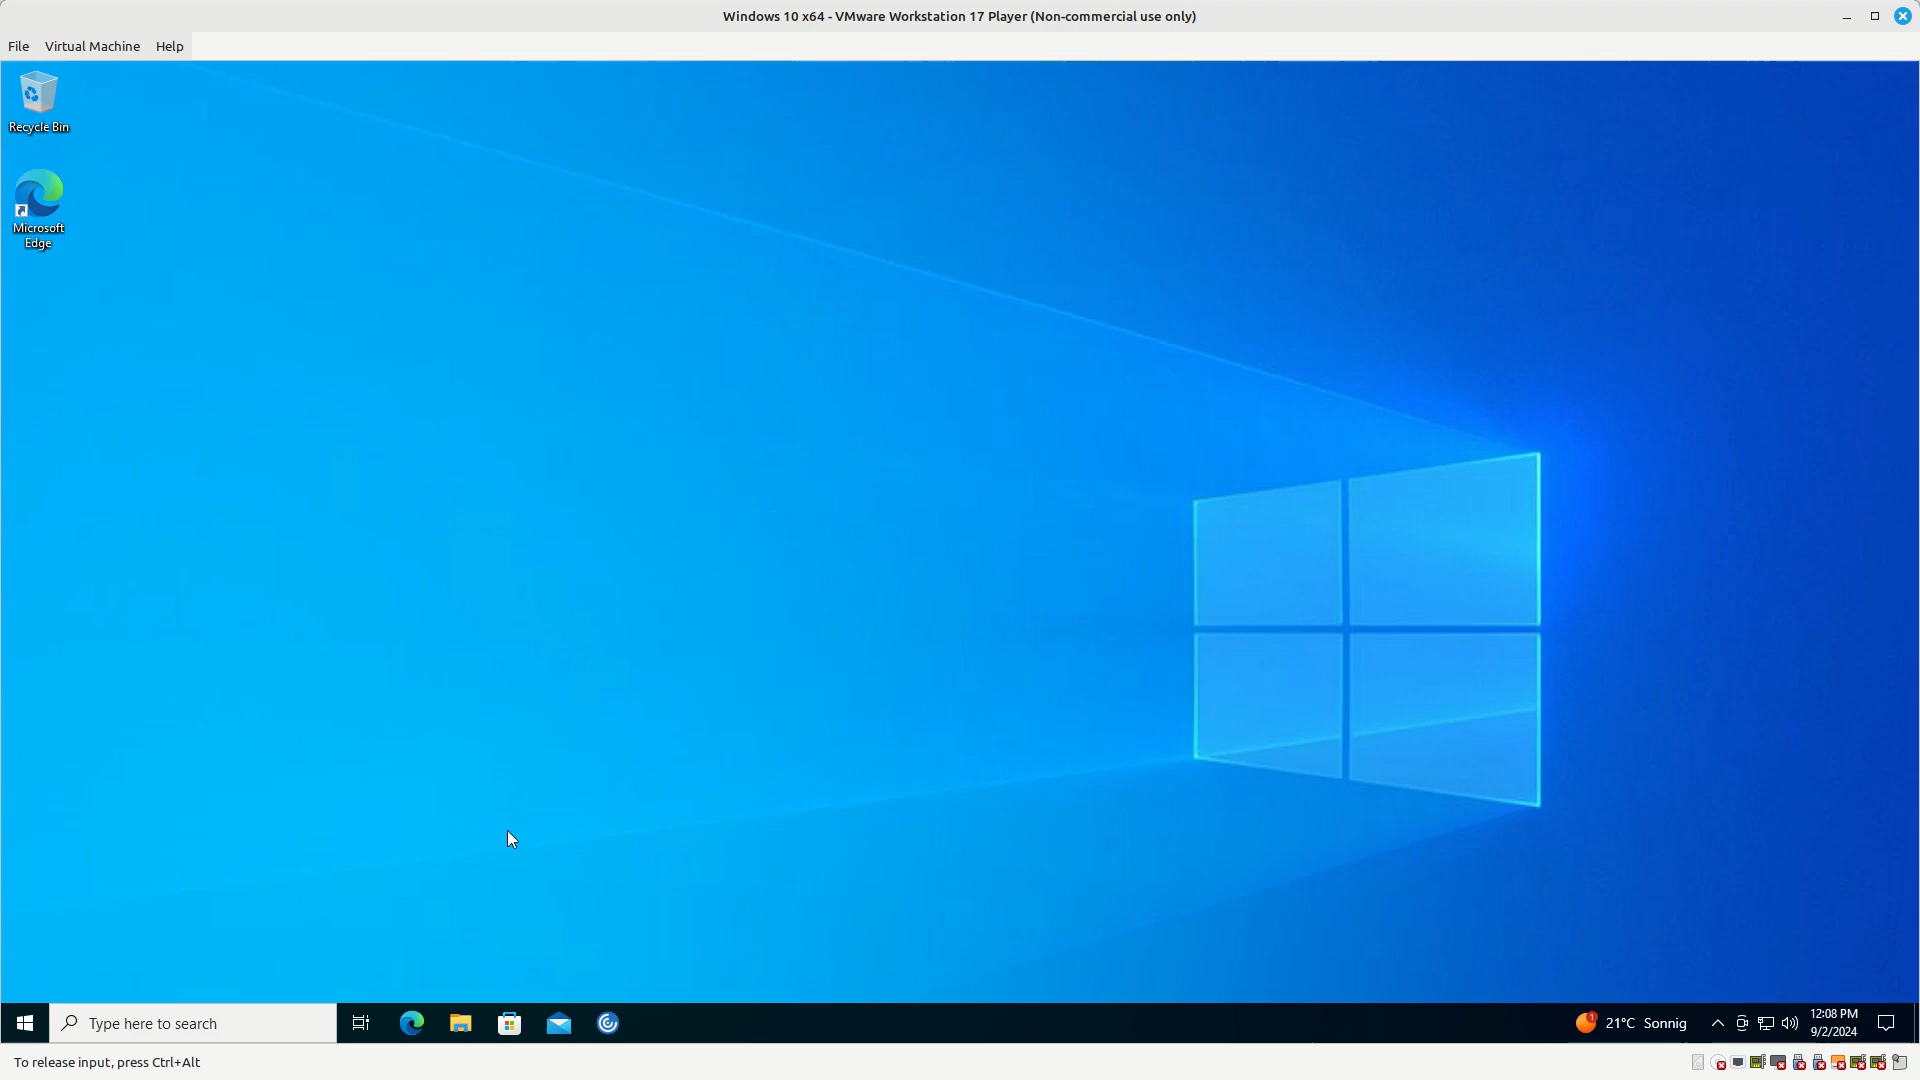 Windows 10 x64 - VMware Workstation 17 Player (Non-commercial use only)
File Virtual Machine Help
Recycle Bin
Microsoft
Edge
Type here to search
1
21°C Sonnig
12:08 PM
9/2/2024
To release input, press Ctrl+Alt